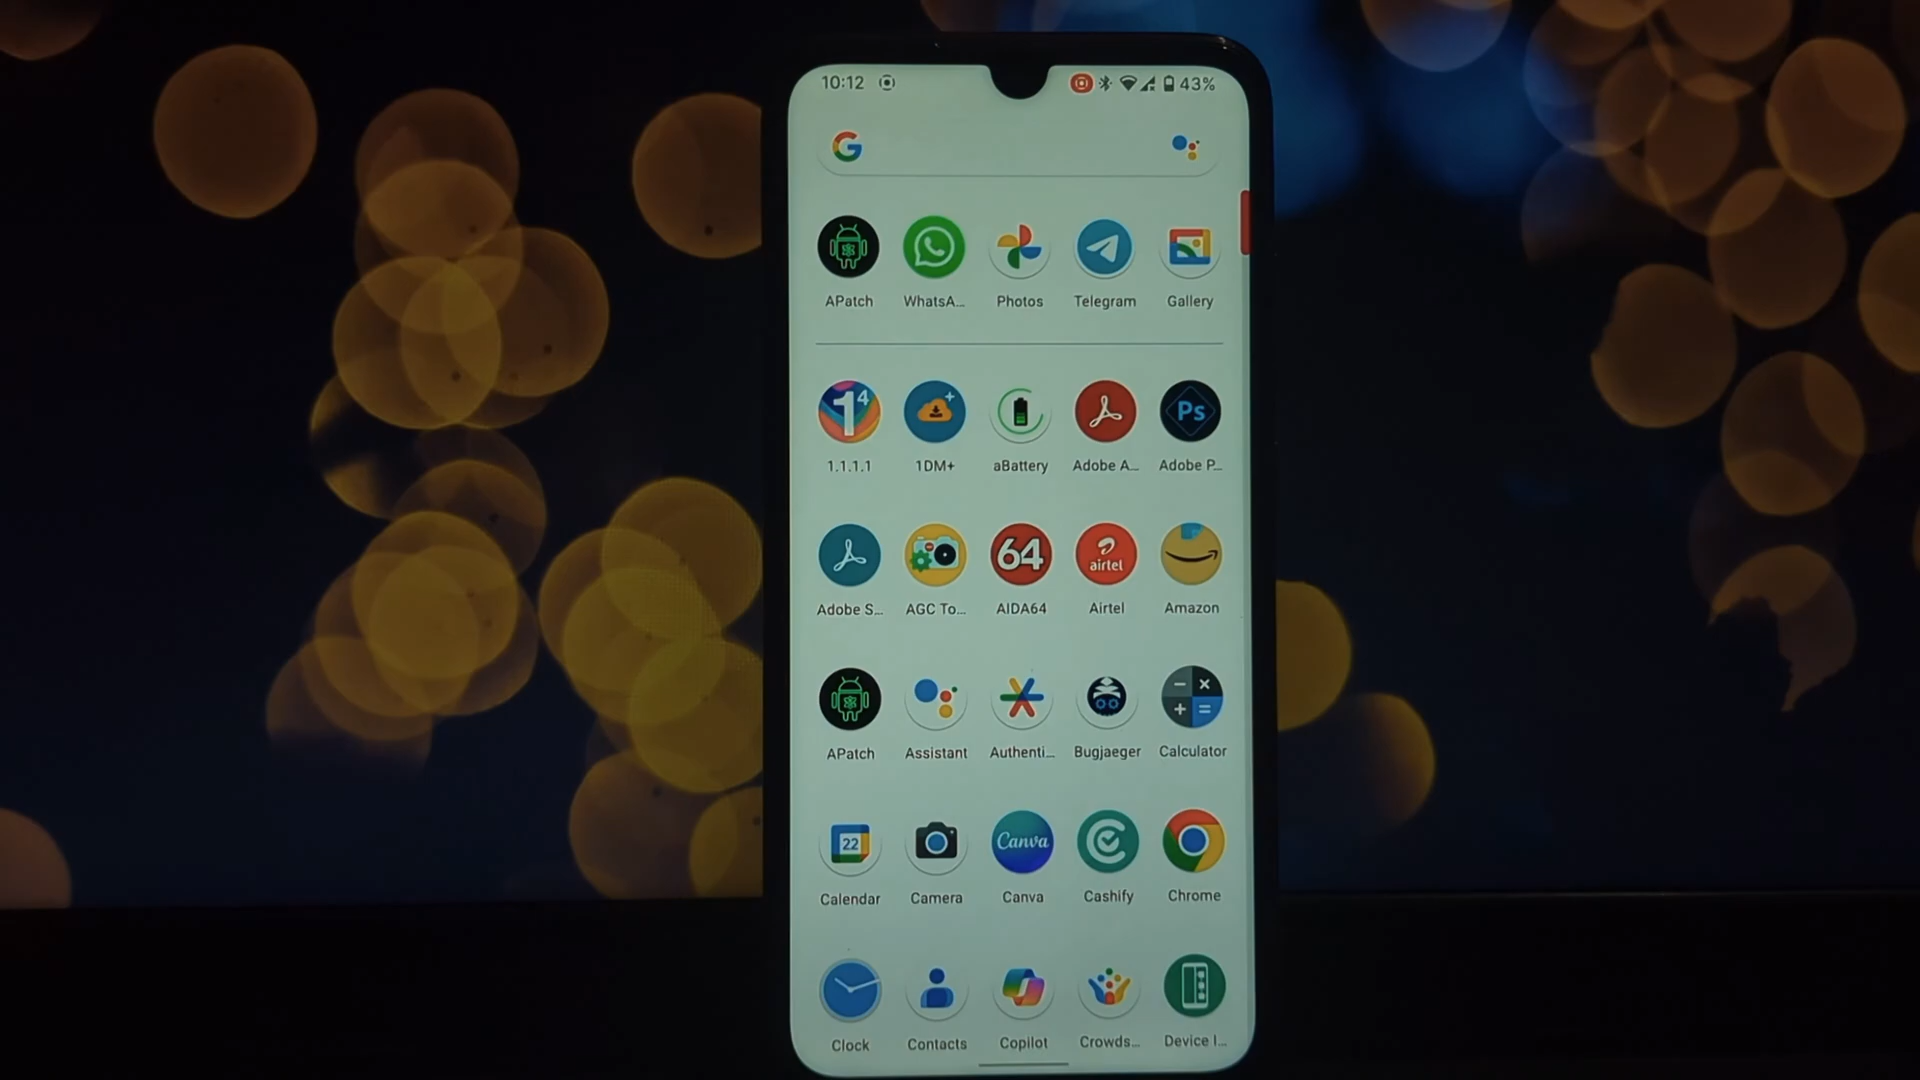 10:12 43%
APatch WhatsA... Photos Telegram Gallery
1⁴ Ps
1.1.1.1 1DM+ aBattery Adobe A... Adobe P...
64 airtel
Adobe S... AGC To... AIDA64 Airtel Amazon
APatch Assistant Authenti... Bugjaeger Calculator
22 Canva
Calendar Camera Canva Cashify Chrome
Clock Contacts Copilot Crowds... Device I...